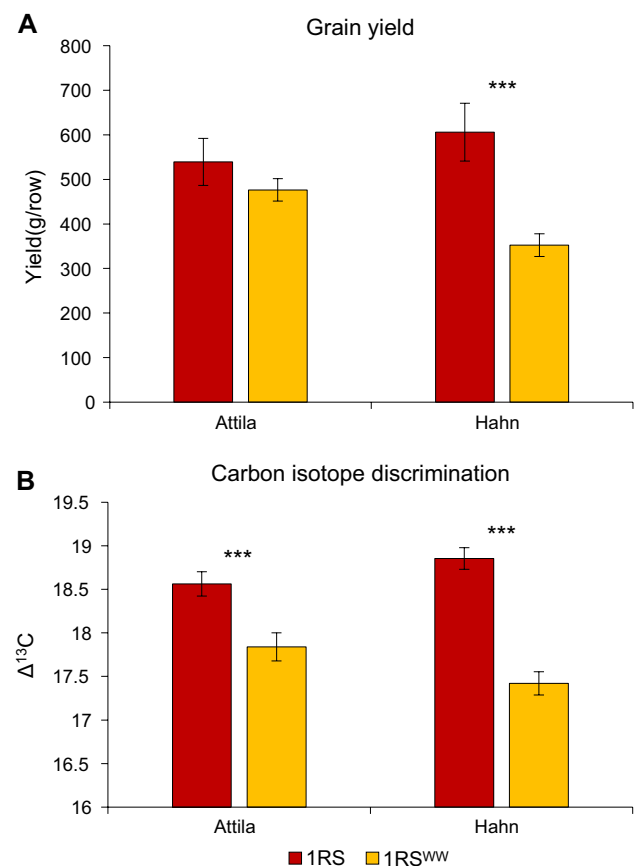 A
Grain yield
800
700
600
500
400
300
200
100
0
Yield(g/row)
***
Attila Hahn
B
Carbon isotope discrimination
19.5
19
18.5
18
17.5
17
16.5
16
Δ¹³C
*** ***
Attila Hahn
1RS 1RSᵂᵂ